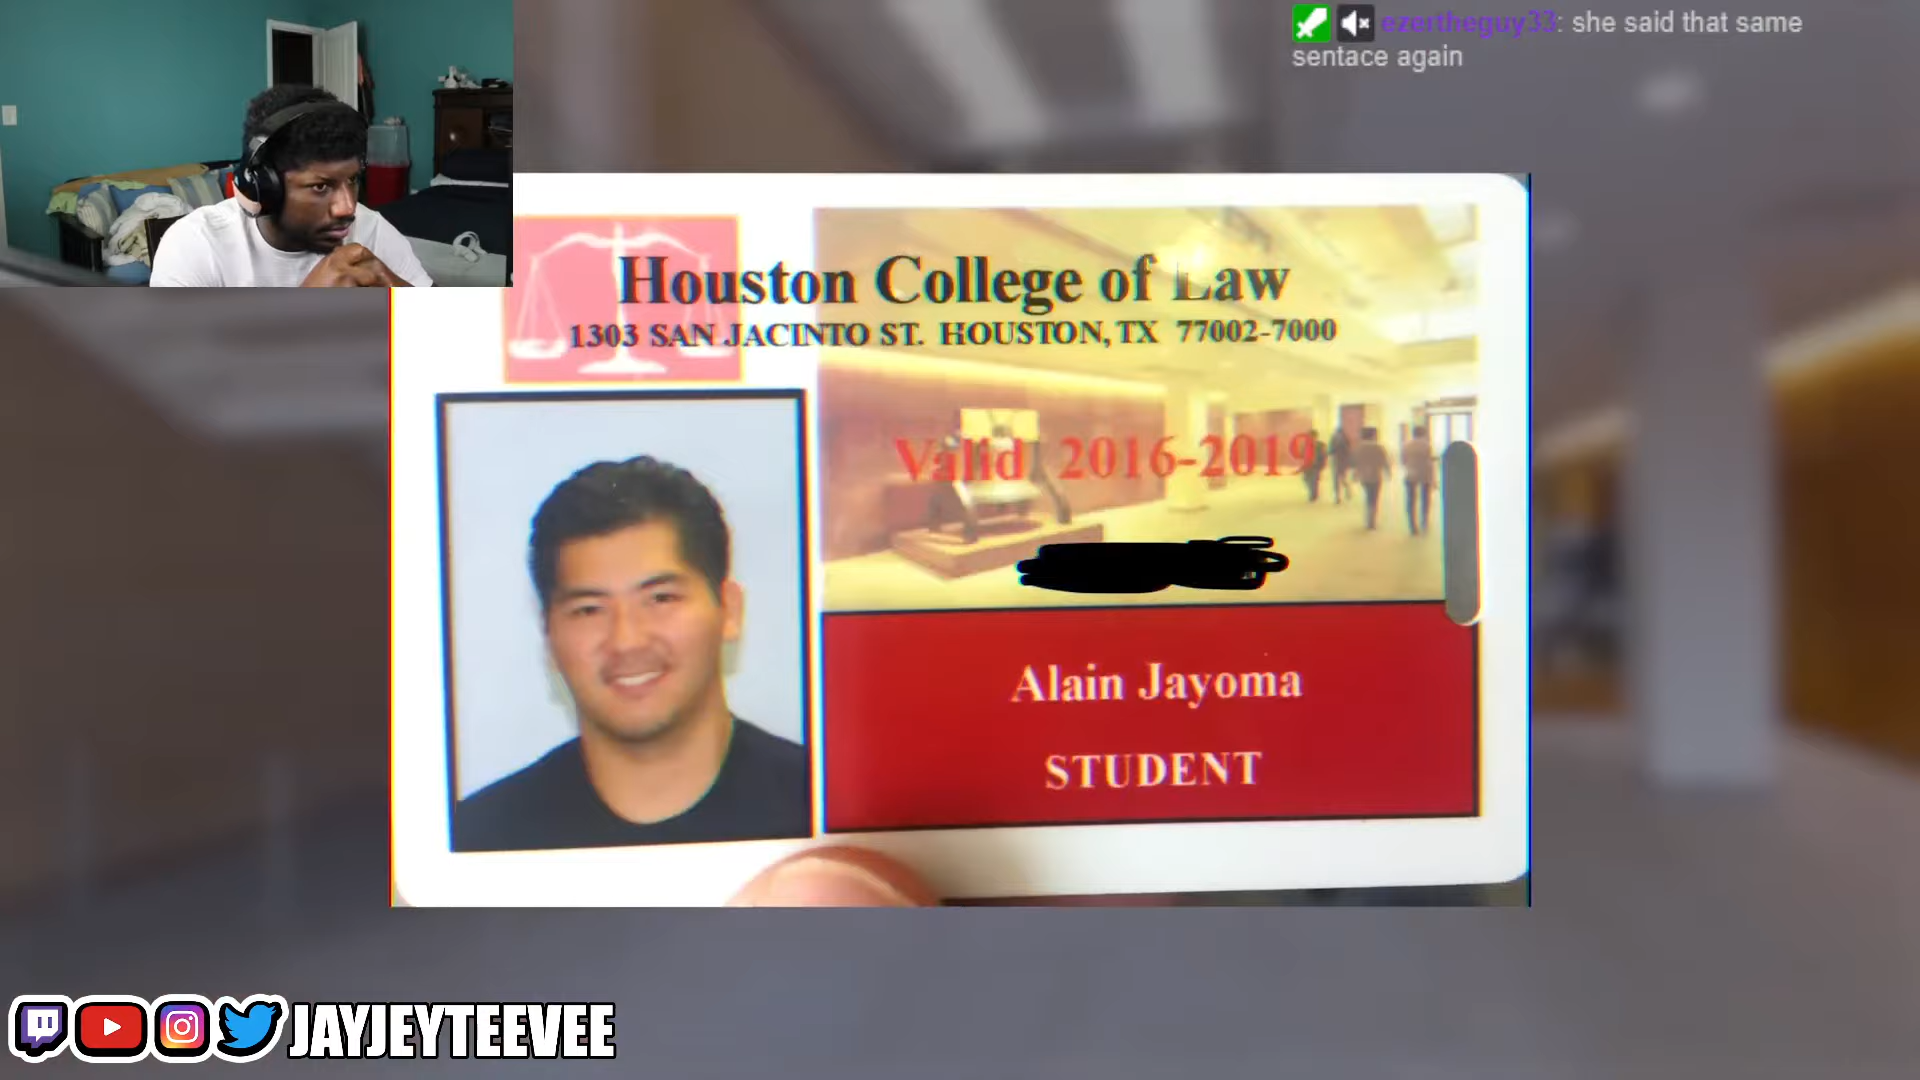 ezertheguy33: she said that same
sentace again
Houston College of Law
1303 SAN JACINTO ST. HOUSTON, TX 77002-7000
Valid 2016-2019
Alain Jayoma
STUDENT
JAYJEYTEEVEE